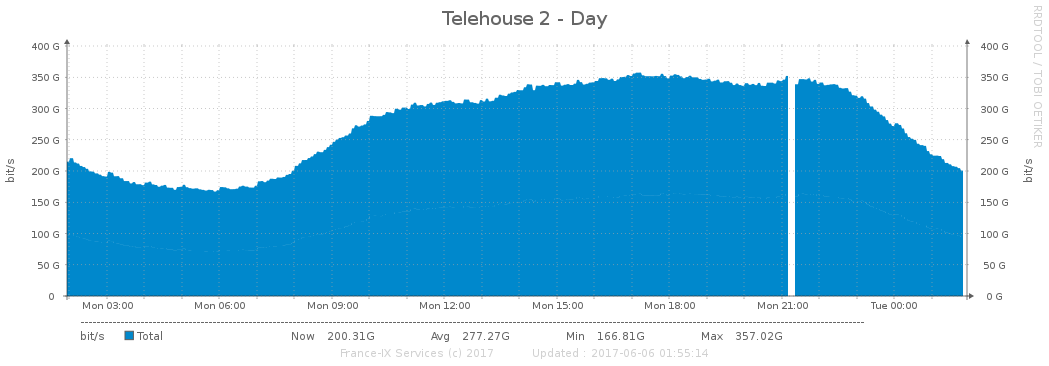 Telehouse 2 - Day
RRDTOOL / TOBI OETIKER
bit/s
400 G
350 G
300 G
250 G
200 G
150 G
100 G
50 G
0
400 G
350 G
300 G
250 G
200 G
150 G
100 G
50 G
0 G
bit/s
Mon 03:00 Mon 06:00 Mon 09:00 Mon 12:00 Mon 15:00 Mon 18:00 Mon 21:00 Tue 00:00
bit/s Total Now 200.31G Avg 277.27G Min 166.81G Max 357.02G
France-IX Services (c) 2017 Updated : 2017-06-06 01:55:14